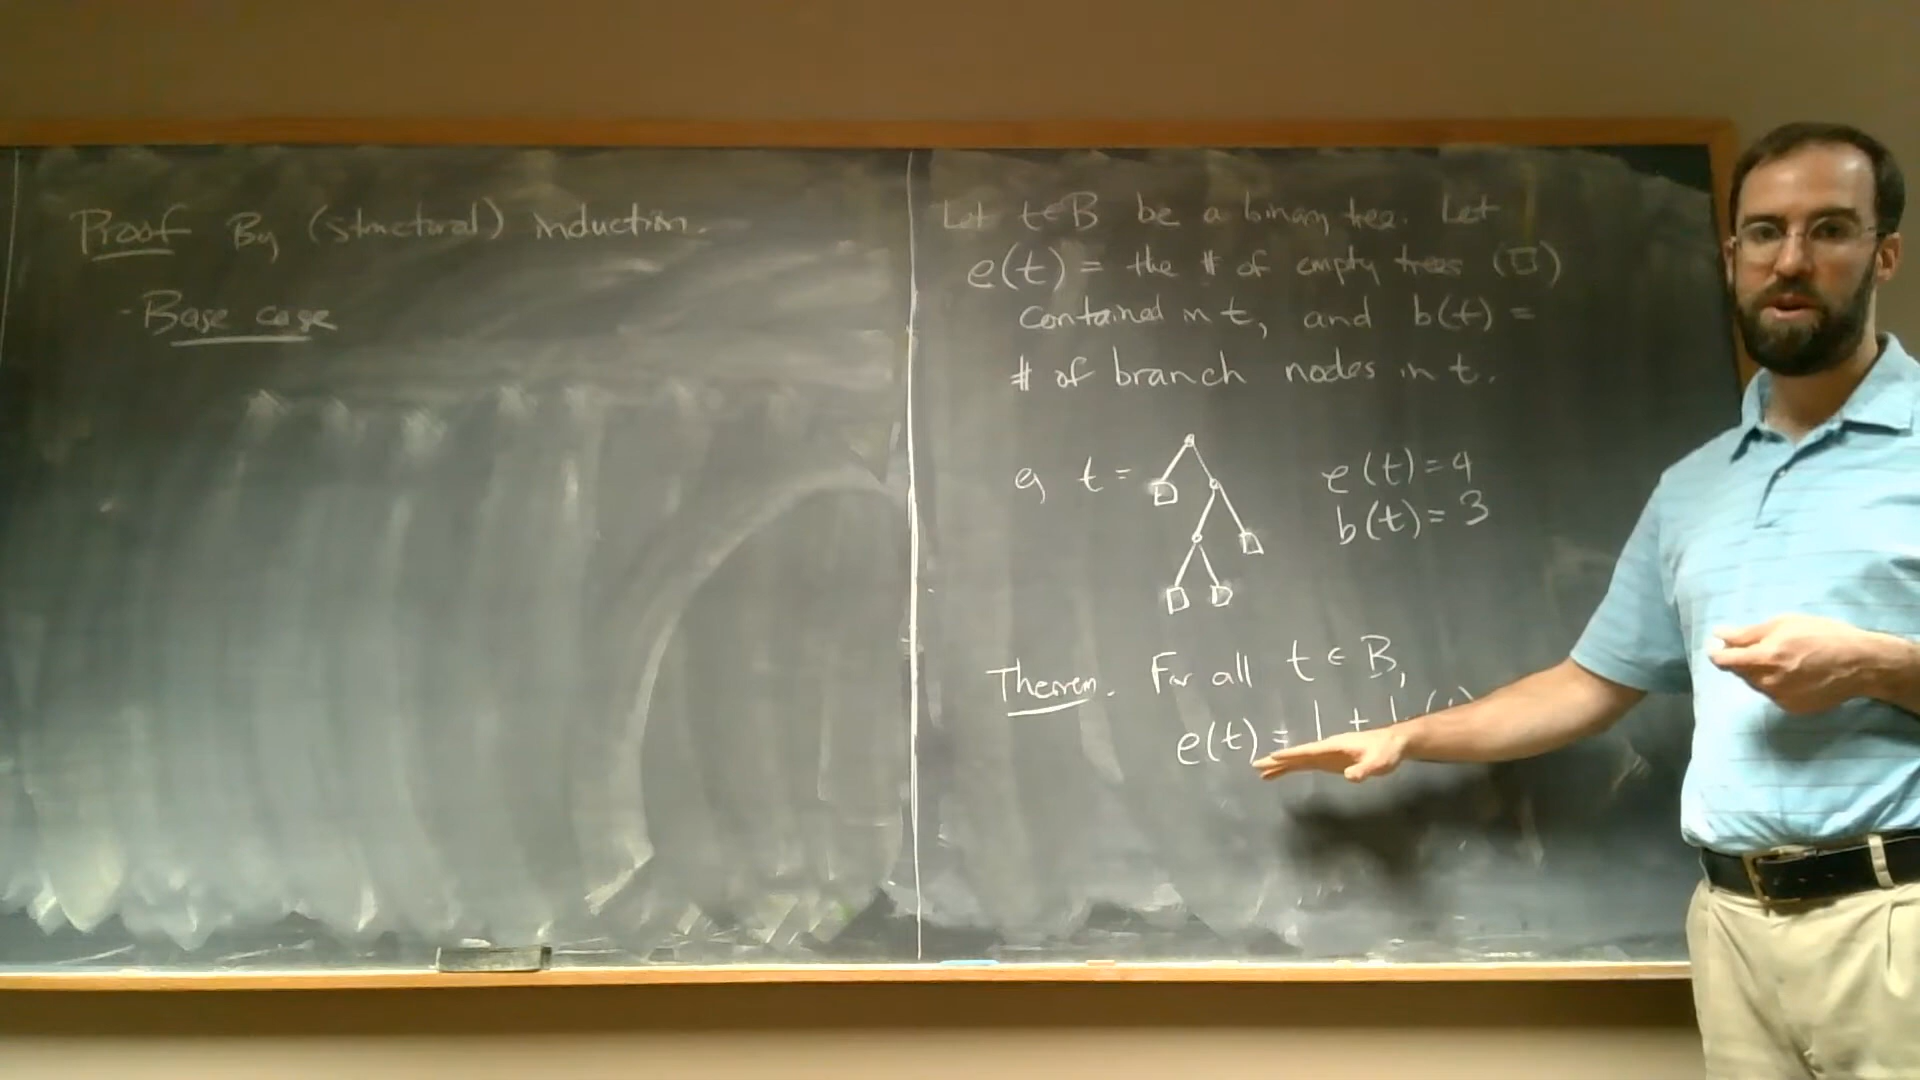 Proof By (structural) induction.
- Base case
Let t∈B be a binary tree. Let
e(t) = the # of empty trees (□)
contained in t, and b(t) =
# of branch nodes in t.
eg t =
e(t)=4
b(t)=3
Theorem. For all t ∈ B,
e(t) = 1 +